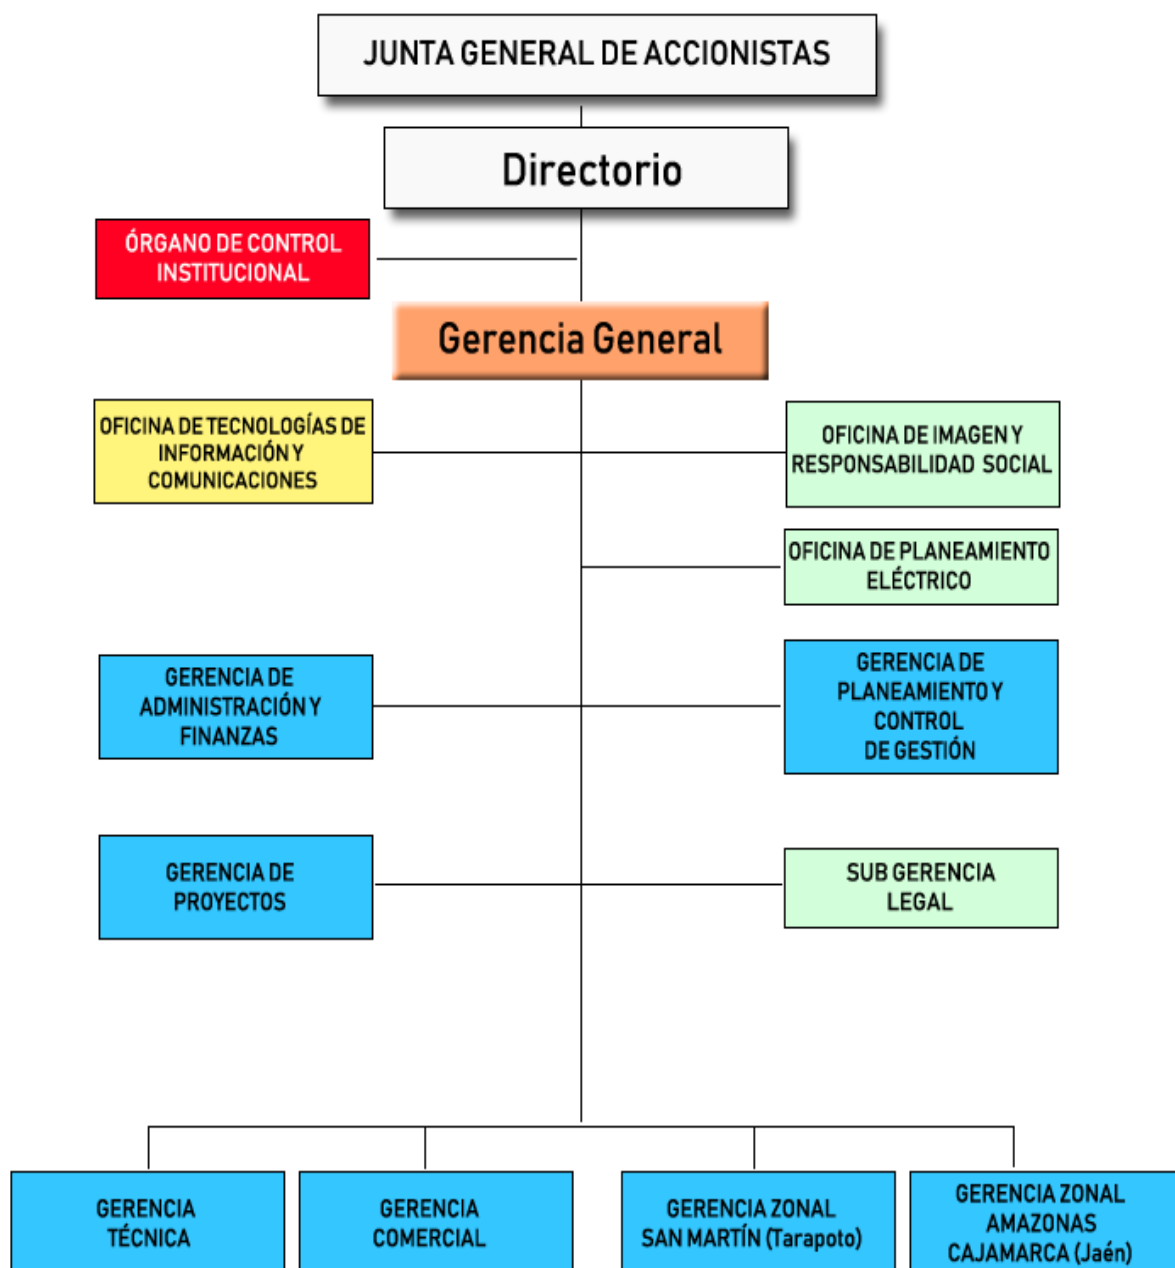 JUNTA GENERAL DE ACCIONISTAS
Directorio
ÓRGANO DE CONTROL
INSTITUCIONAL
Gerencia General
OFICINA DE TECNOLOGÍAS DE
INFORMACIÓN Y
COMUNICACIONES
OFICINA DE IMAGEN Y
RESPONSABILIDAD SOCIAL
OFICINA DE PLANEAMIENTO
ELÉCTRICO
GERENCIA DE
ADMINISTRACIÓN Y
FINANZAS
GERENCIA DE
PLANEAMIENTO Y
CONTROL
DE GESTIÓN
GERENCIA DE
PROYECTOS
SUB GERENCIA
LEGAL
GERENCIA
TÉCNICA
GERENCIA
COMERCIAL
GERENCIA ZONAL
SAN MARTÍN (Tarapoto)
GERENCIA ZONAL
AMAZONAS
CAJAMARCA (Jaén)